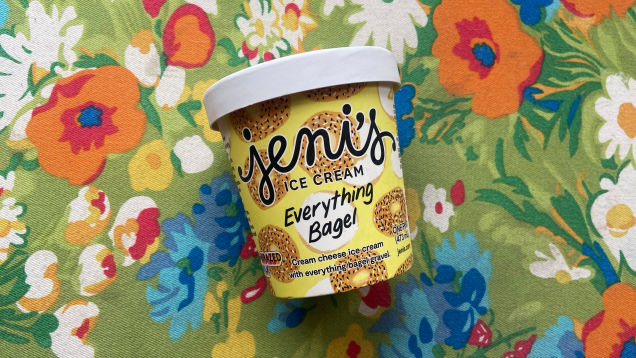 jeni's
ICE CREAM
Everything
Bagel
Cream cheese ice cream
with everything bagel gravel.